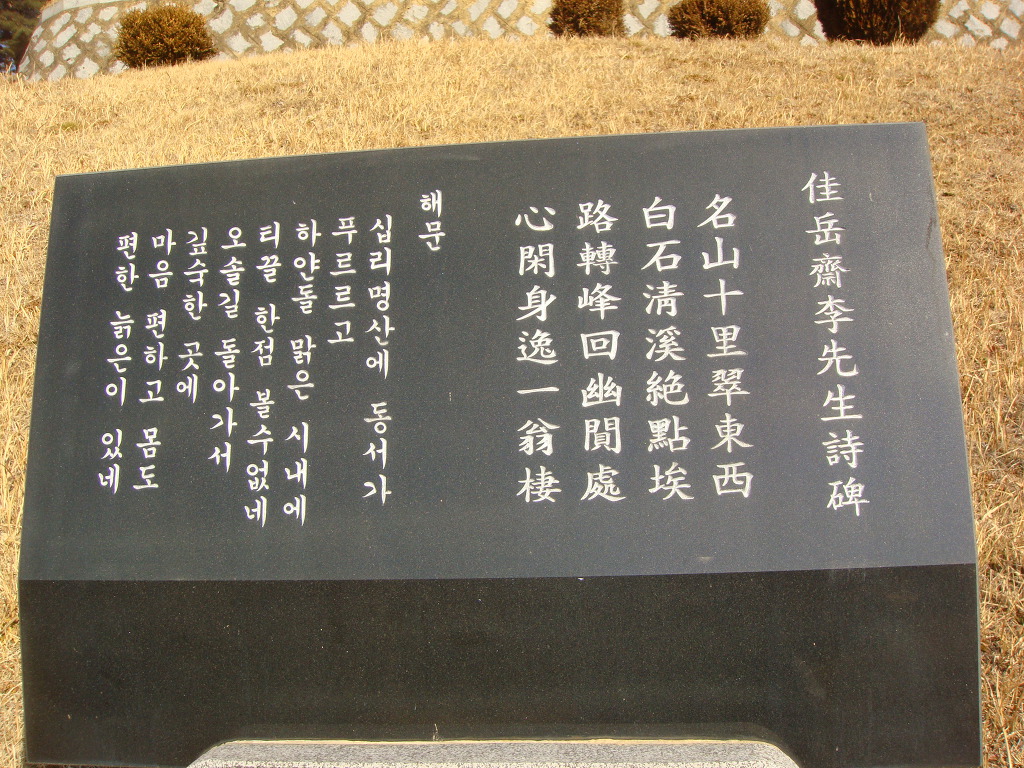 佳岳齋李先生詩碑
名山十里翠東西
白石淸溪絶點埃
路轉峰回幽閒處
心閑身逸一翁棲
해문
십리명산에 동서가
푸르르고
하얀돌 맑은 시내에
티끌 한점 볼수없네
오솔길 돌아가서
깊숙한 곳에
마음 편하고 몸도
편한 늙은이 있네